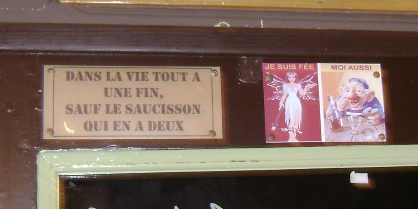 DANS LA VIE TOUT A
UNE FIN,
SAUF LE SAUCISSON
QUI EN A DEUX
JE SUIS FÉE
MOI AUSSI